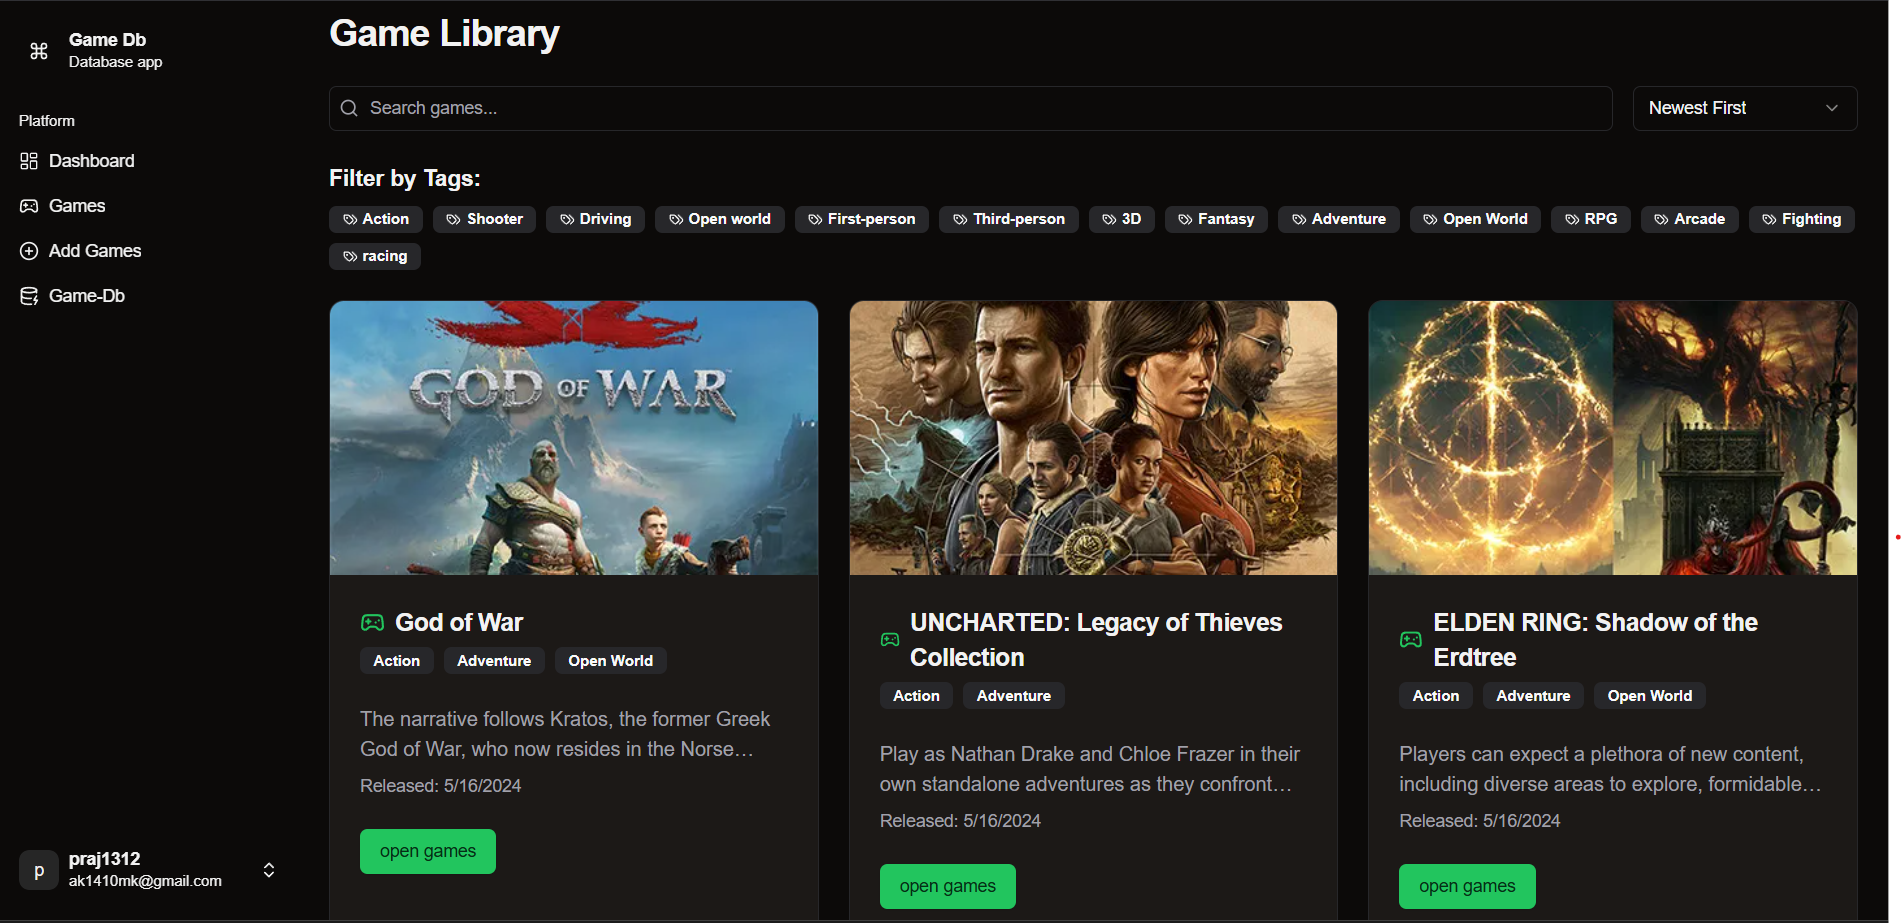 Game Db
Database app
Platform
Dashboard
Games
Add Games
Game-Db
praj1312
ak1410mk@gmail.com
p
Game Library
Search games...
Newest First
Filter by Tags:
Action Shooter Driving Open world First-person Third-person 3D Fantasy Adventure Open World RPG Arcade Fighting
racing
GOD OF WAR
God of War
Action Adventure Open World
The narrative follows Kratos, the former Greek
God of War, who now resides in the Norse…
Released: 5/16/2024
open games
UNCHARTED: Legacy of Thieves
Collection
Action Adventure
Play as Nathan Drake and Chloe Frazer in their
own standalone adventures as they confront…
Released: 5/16/2024
open games
ELDEN RING: Shadow of the
Erdtree
Action Adventure Open World
Players can expect a plethora of new content,
including diverse areas to explore, formidable…
Released: 5/16/2024
open games